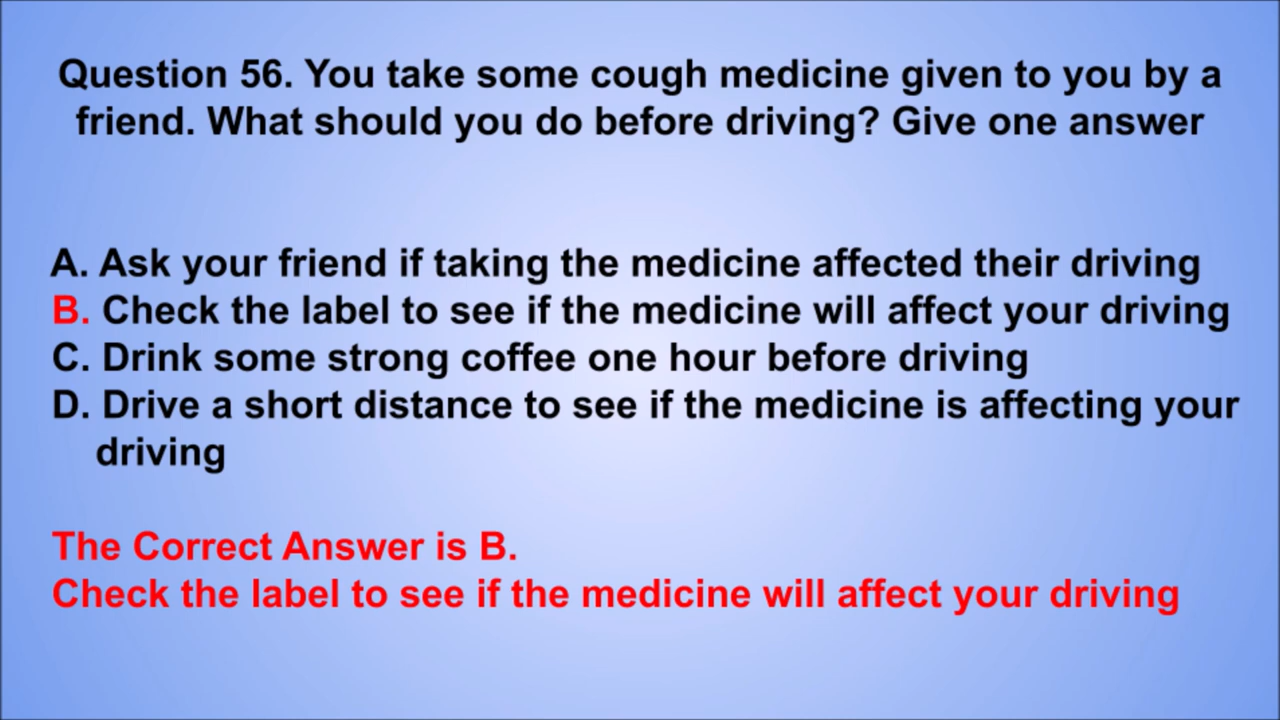 Question 56. You take some cough medicine given to you by a
friend. What should you do before driving? Give one answer
A. Ask your friend if taking the medicine affected their driving
B. Check the label to see if the medicine will affect your driving
C. Drink some strong coffee one hour before driving
D. Drive a short distance to see if the medicine is affecting your
driving
The Correct Answer is B.
Check the label to see if the medicine will affect your driving